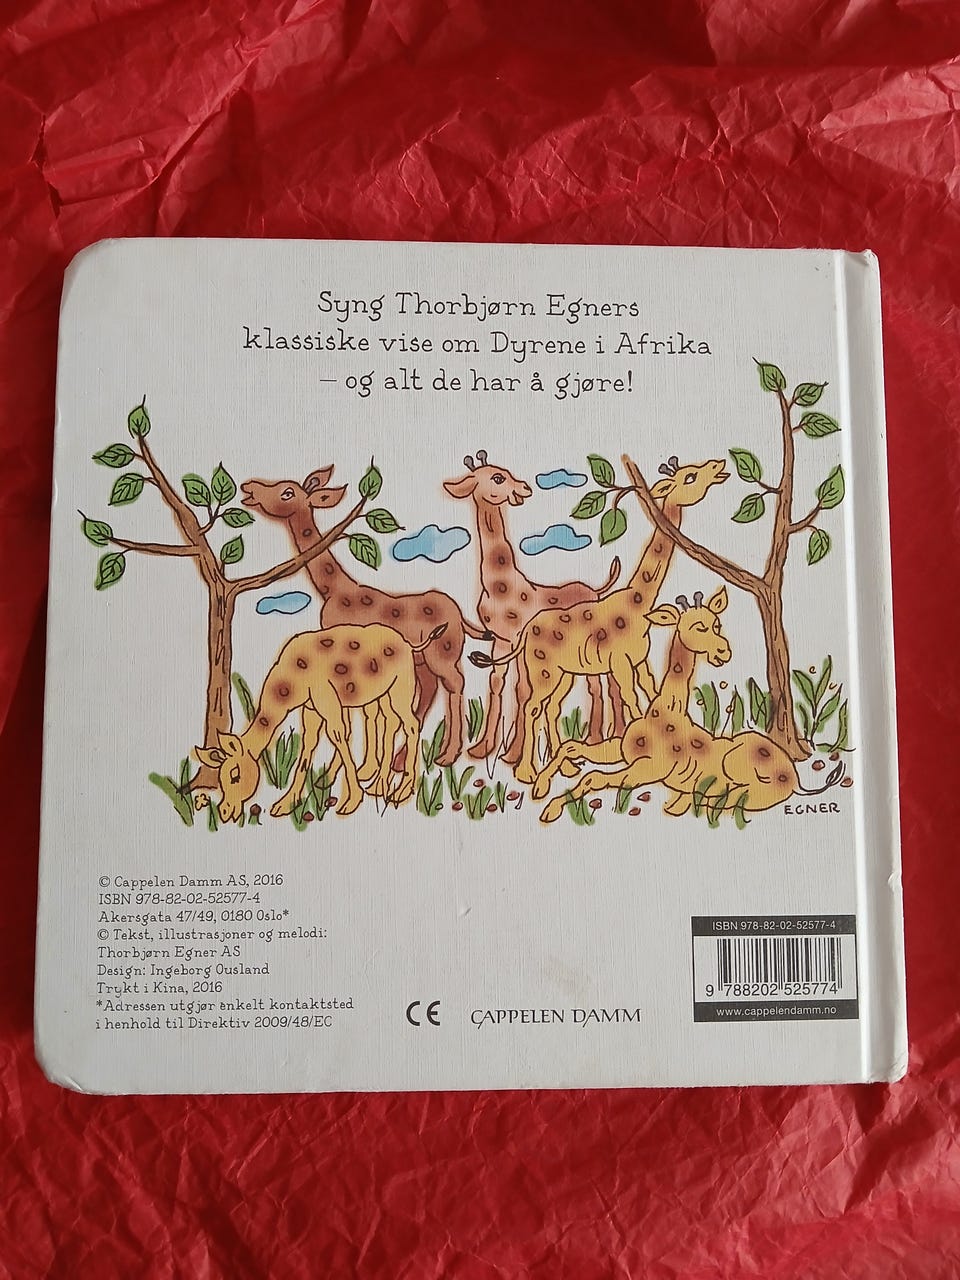 Syng Thorbjørn Egners
klassiske vise om Dyrene i Afrika
– og alt de har å gjøre!
EGNER
© Cappelen Damm AS, 2016
ISBN 978-82-02-52577-4
Akersgata 47/49, 0180 Oslo*
© Tekst, illustrasjoner og melodi:
Thorbjørn Egner AS
Design: Ingeborg Ousland
Trykt i Kina, 2016
*Adressen utgjør enkelt kontaktsted
i henhold til Direktiv 2009/48/EC
CE
CAPPELEN DAMM
ISBN 978-82-02-52577-4
9 788202 525774
www.cappelendamm.no